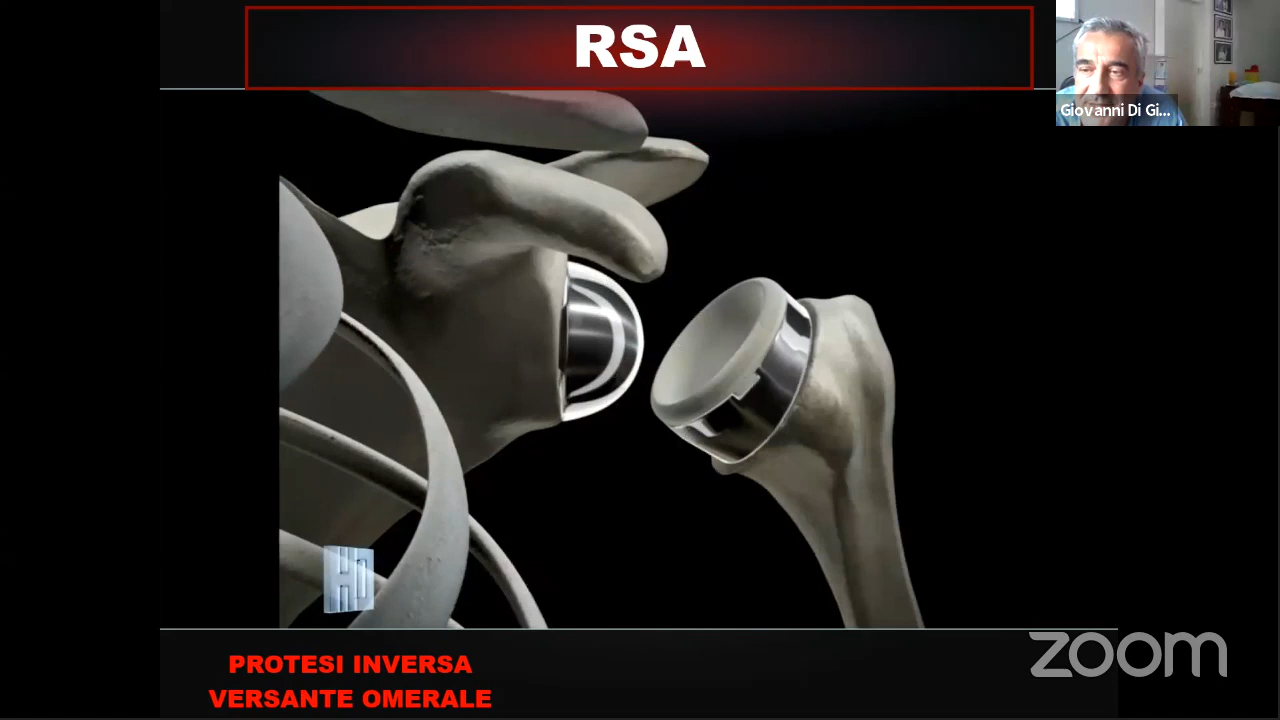 RSA
Giovanni Di Gi...
HD
PROTESI INVERSA
VERSANTE OMERALE
zoom